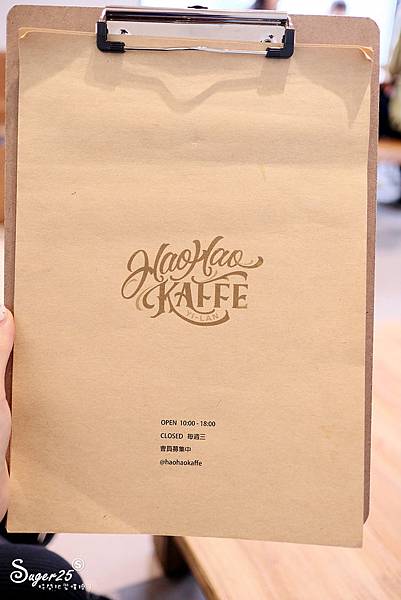 HaoHao
KAFFE
YI-LAN
OPEN 10:00 - 18:00
CLOSED 每週三
會員募集中
@haohaokaffe
Suger25 S